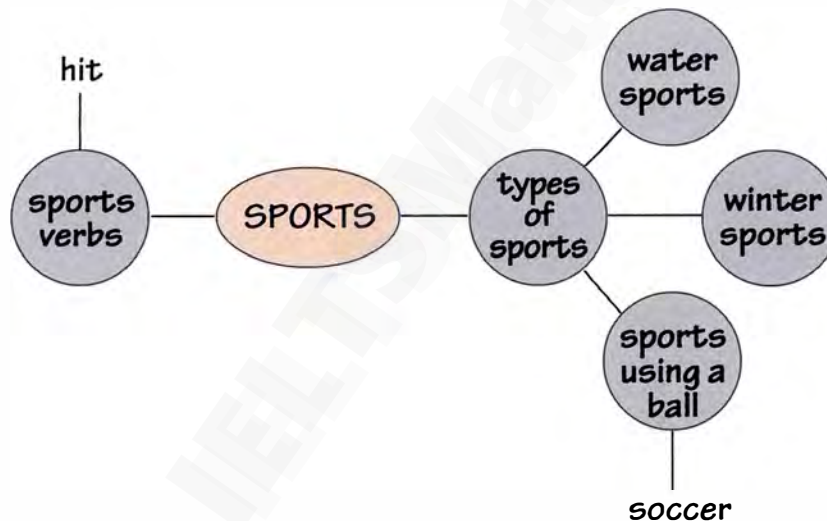 hit
sports
verbs
SPORTS
types
of
sports
water
sports
winter
sports
sports
using a
ball
soccer